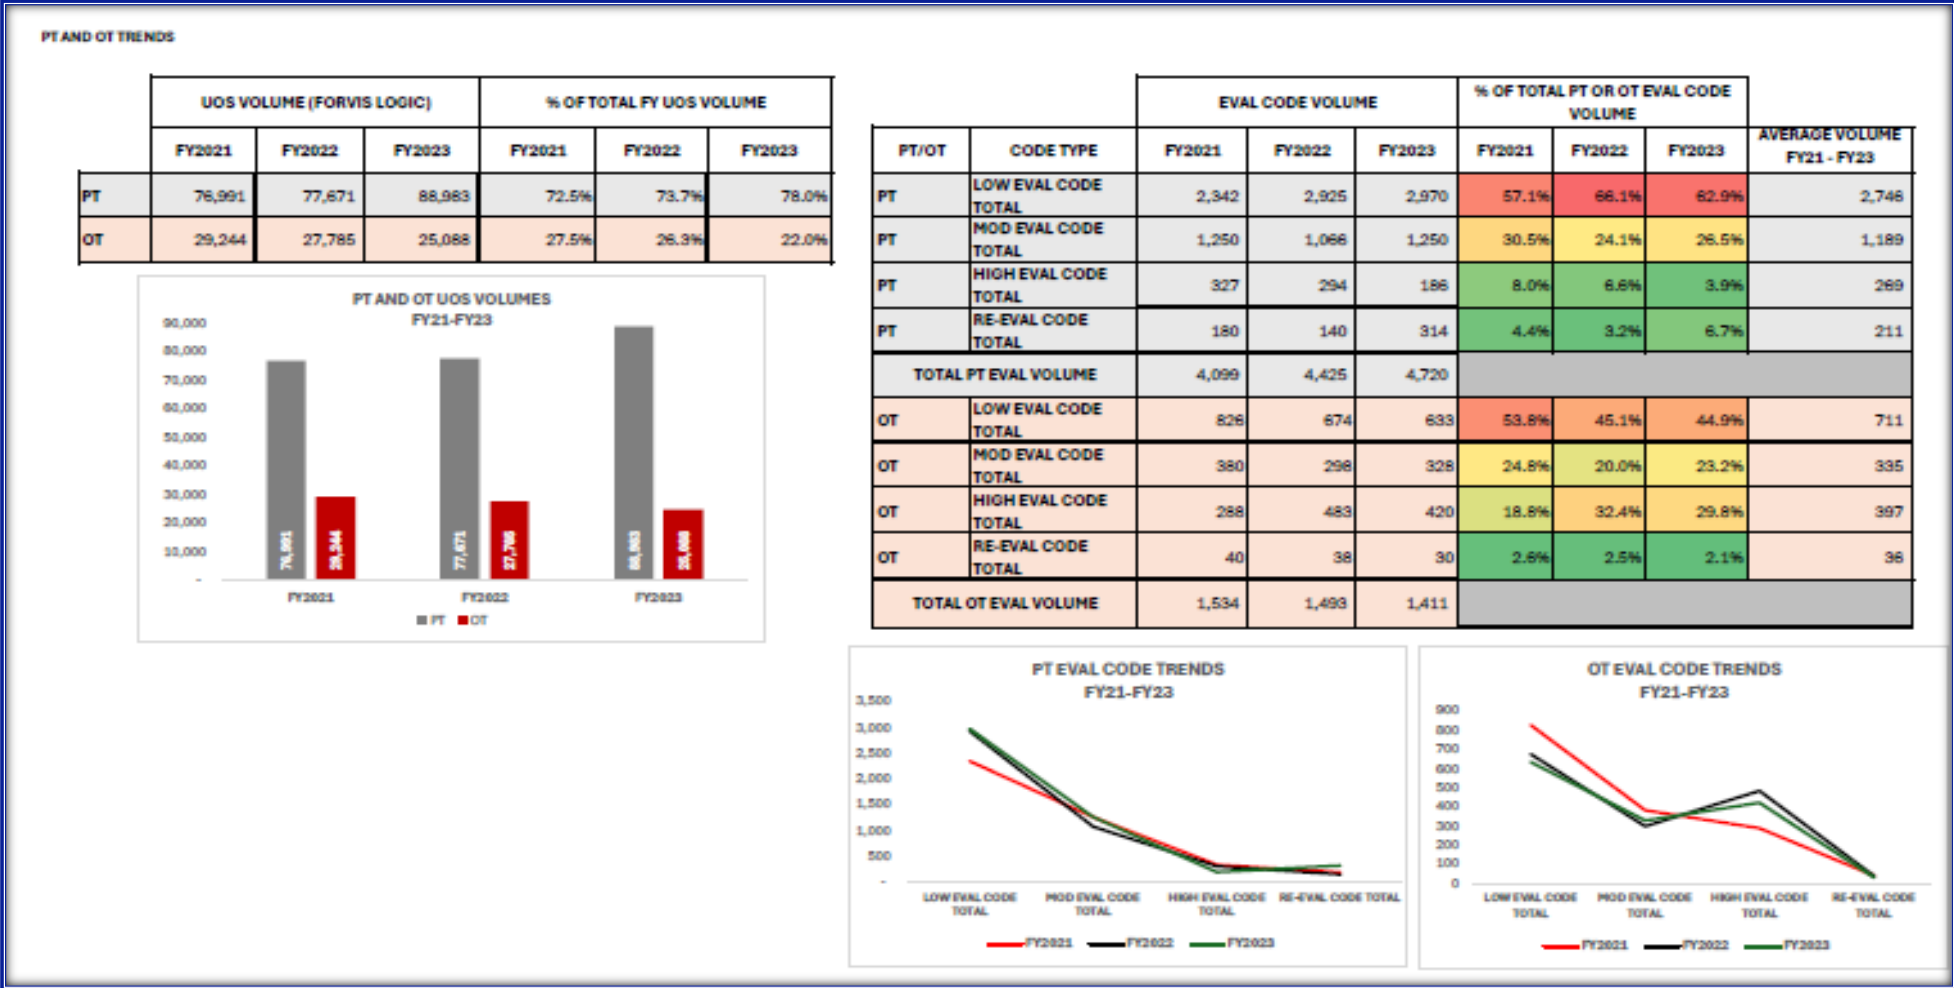 PT AND OT TRENDS
UOS VOLUME (FORVIS LOGIC) % OF TOTAL FY UOS VOLUME
FY2021 FY2022 FY2023 FY2021 FY2022 FY2023
PT 76,991 77,671 88,983 72.5% 73.7% 78.0%
OT 29,244 27,785 25,088 27.5% 26.3% 22.0%
PT AND OT UOS VOLUMES
FY21-FY23
90,000
80,000
70,000
60,000
50,000
40,000
30,000
20,000
10,000
-
76,991 29,244 77,671 27,785 88,983 25,088
FY2021 FY2022 FY2023
PT OT
EVAL CODE VOLUME % OF TOTAL PT OR OT EVAL CODE
VOLUME
PT/OT CODE TYPE FY2021 FY2022 FY2023 FY2021 FY2022 FY2023 AVERAGE VOLUME
FY21 - FY23
PT LOW EVAL CODE
TOTAL 2,342 2,925 2,970 57.1% 66.1% 62.9% 2,746
PT MOD EVAL CODE
TOTAL 1,250 1,066 1,250 30.5% 24.1% 26.5% 1,189
PT HIGH EVAL CODE
TOTAL 327 294 186 8.0% 6.6% 3.9% 269
PT RE-EVAL CODE
TOTAL 180 140 314 4.4% 3.2% 6.7% 211
TOTAL PT EVAL VOLUME 4,099 4,425 4,720
OT LOW EVAL CODE
TOTAL 826 674 633 53.8% 45.1% 44.9% 711
OT MOD EVAL CODE
TOTAL 380 298 328 24.8% 20.0% 23.2% 335
OT HIGH EVAL CODE
TOTAL 288 483 420 18.8% 32.4% 29.8% 397
OT RE-EVAL CODE
TOTAL 40 38 30 2.6% 2.5% 2.1% 36
TOTAL OT EVAL VOLUME 1,534 1,493 1,411
PT EVAL CODE TRENDS
FY21-FY23
3,500
3,000
2,500
2,000
1,500
1,000
500
-
LOW EVAL CODE MOD EVAL CODE HIGH EVAL CODE RE-EVAL CODE TOTAL
TOTAL TOTAL TOTAL
FY2021 FY2022 FY2023
OT EVAL CODE TRENDS
FY21-FY23
900
800
700
600
500
400
300
200
100
0
LOW EVAL CODE MOD EVAL CODE HIGH EVAL CODE RE-EVAL CODE
TOTAL TOTAL TOTAL TOTAL
FY2021 FY2022 FY2023